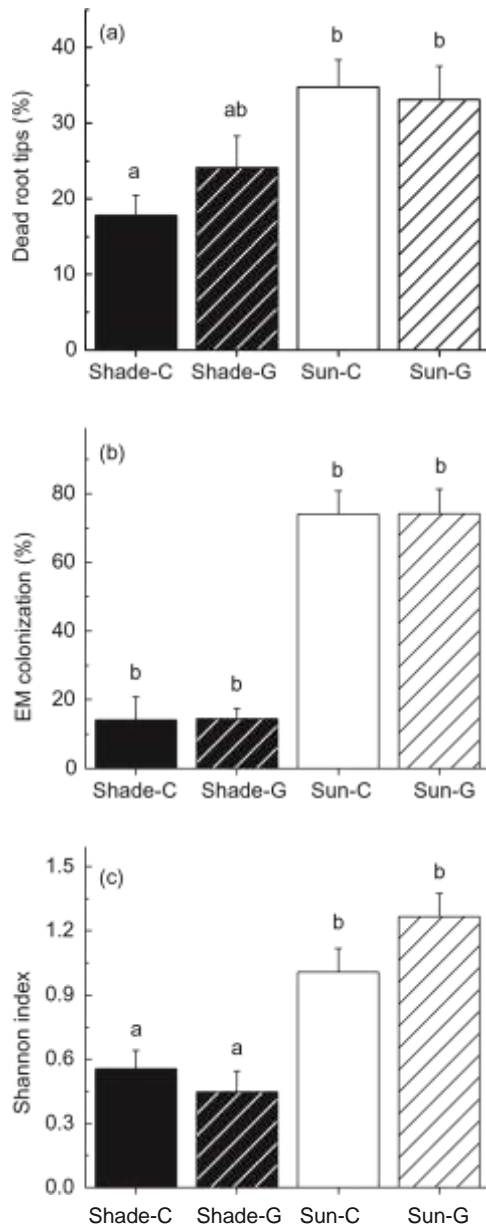 (a)
Dead root tips (%)
40
30
20
10
0
a
ab
b
b
Shade-C Shade-G Sun-C Sun-G
(b)
EM colonization (%)
80
60
40
20
0
b
b
b
b
Shade-C Shade-G Sun-C Sun-G
(c)
Shannon index
1.5
1.2
0.9
0.6
0.3
0.0
a
a
b
b
Shade-C Shade-G Sun-C Sun-G